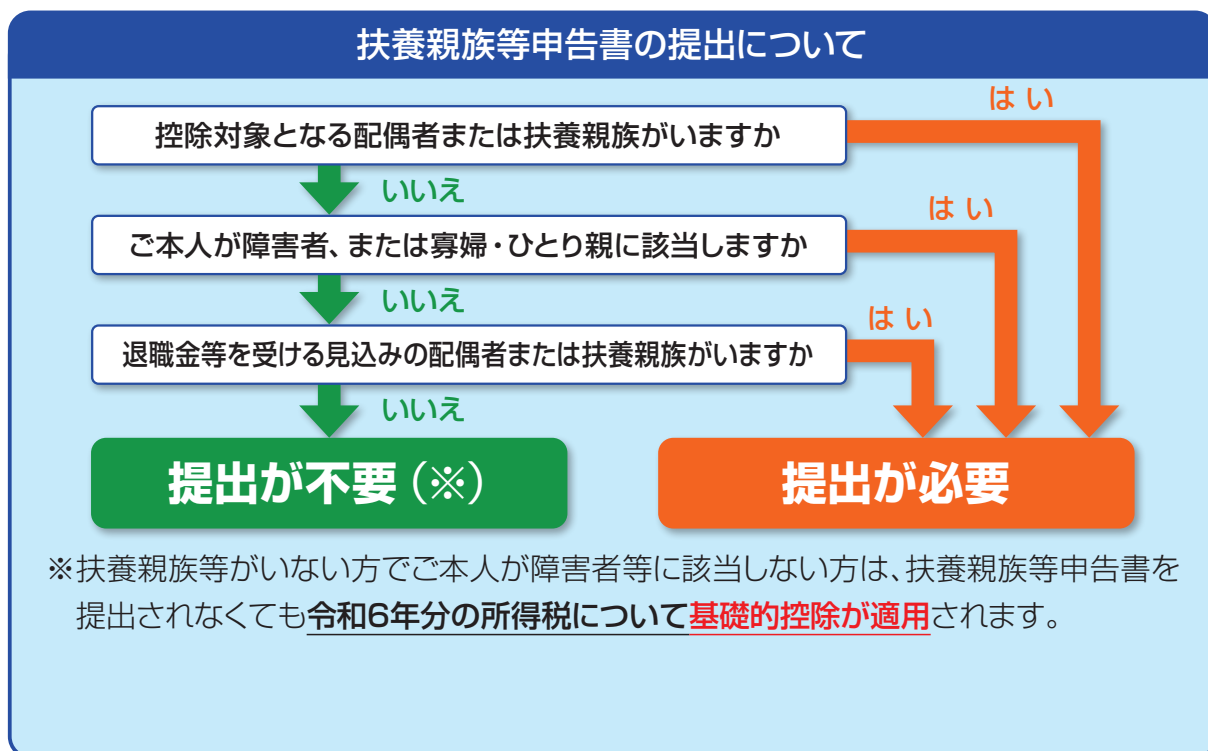 扶養親族等申告書の提出について
はい
控除対象となる配偶者または扶養親族がいますか
いいえ
はい
ご本人が障害者、または寡婦・ひとり親に該当しますか
いいえ
はい
退職金等を受ける見込みの配偶者または扶養親族がいますか
いいえ
提出が不要（※）
提出が必要
※扶養親族等がいない方でご本人が障害者等に該当しない方は、扶養親族等申告書を
提出されなくても令和6年分の所得税について基礎的控除が適用されます。